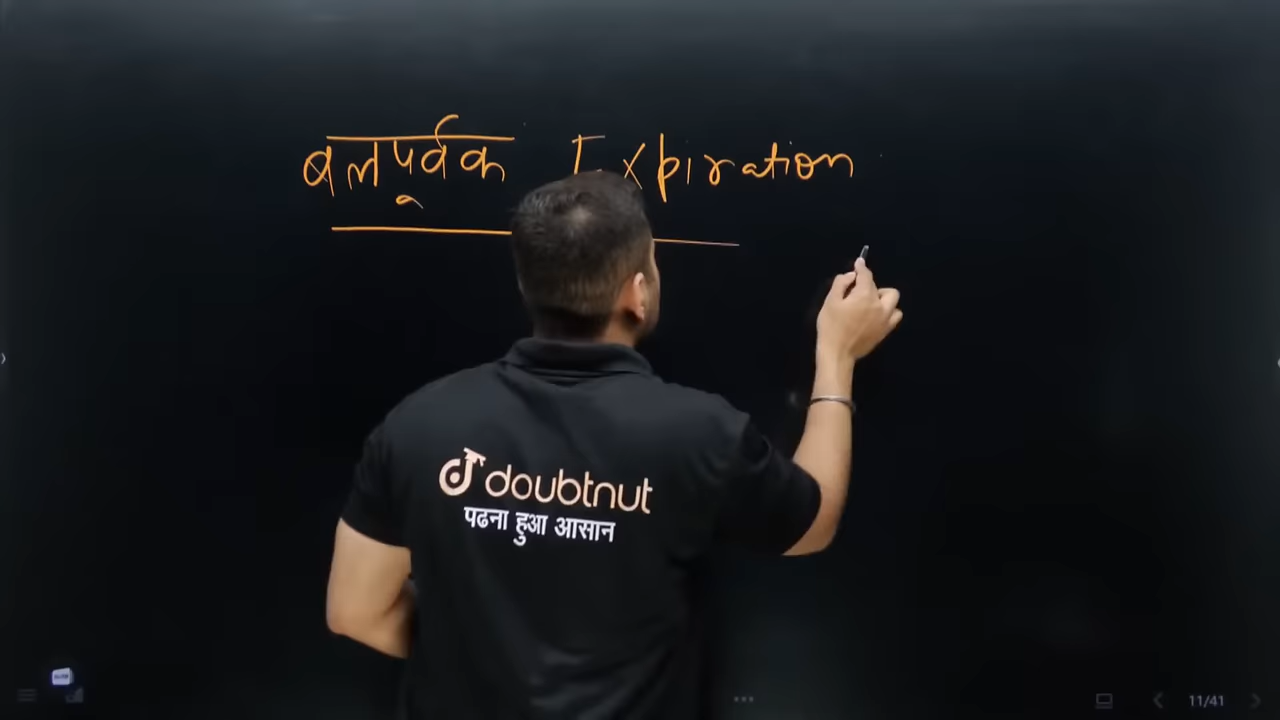 बलपूर्वक Expiration
doubtnut
पढना हुआ आसान
11/41